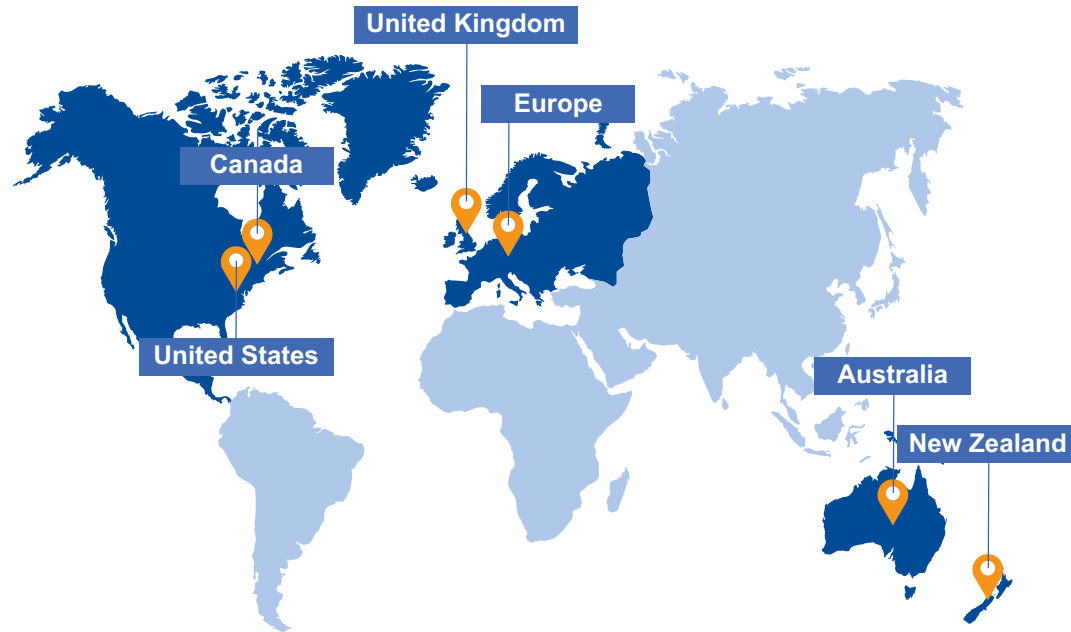 United Kingdom
Europe
Canada
United States
Australia
New Zealand